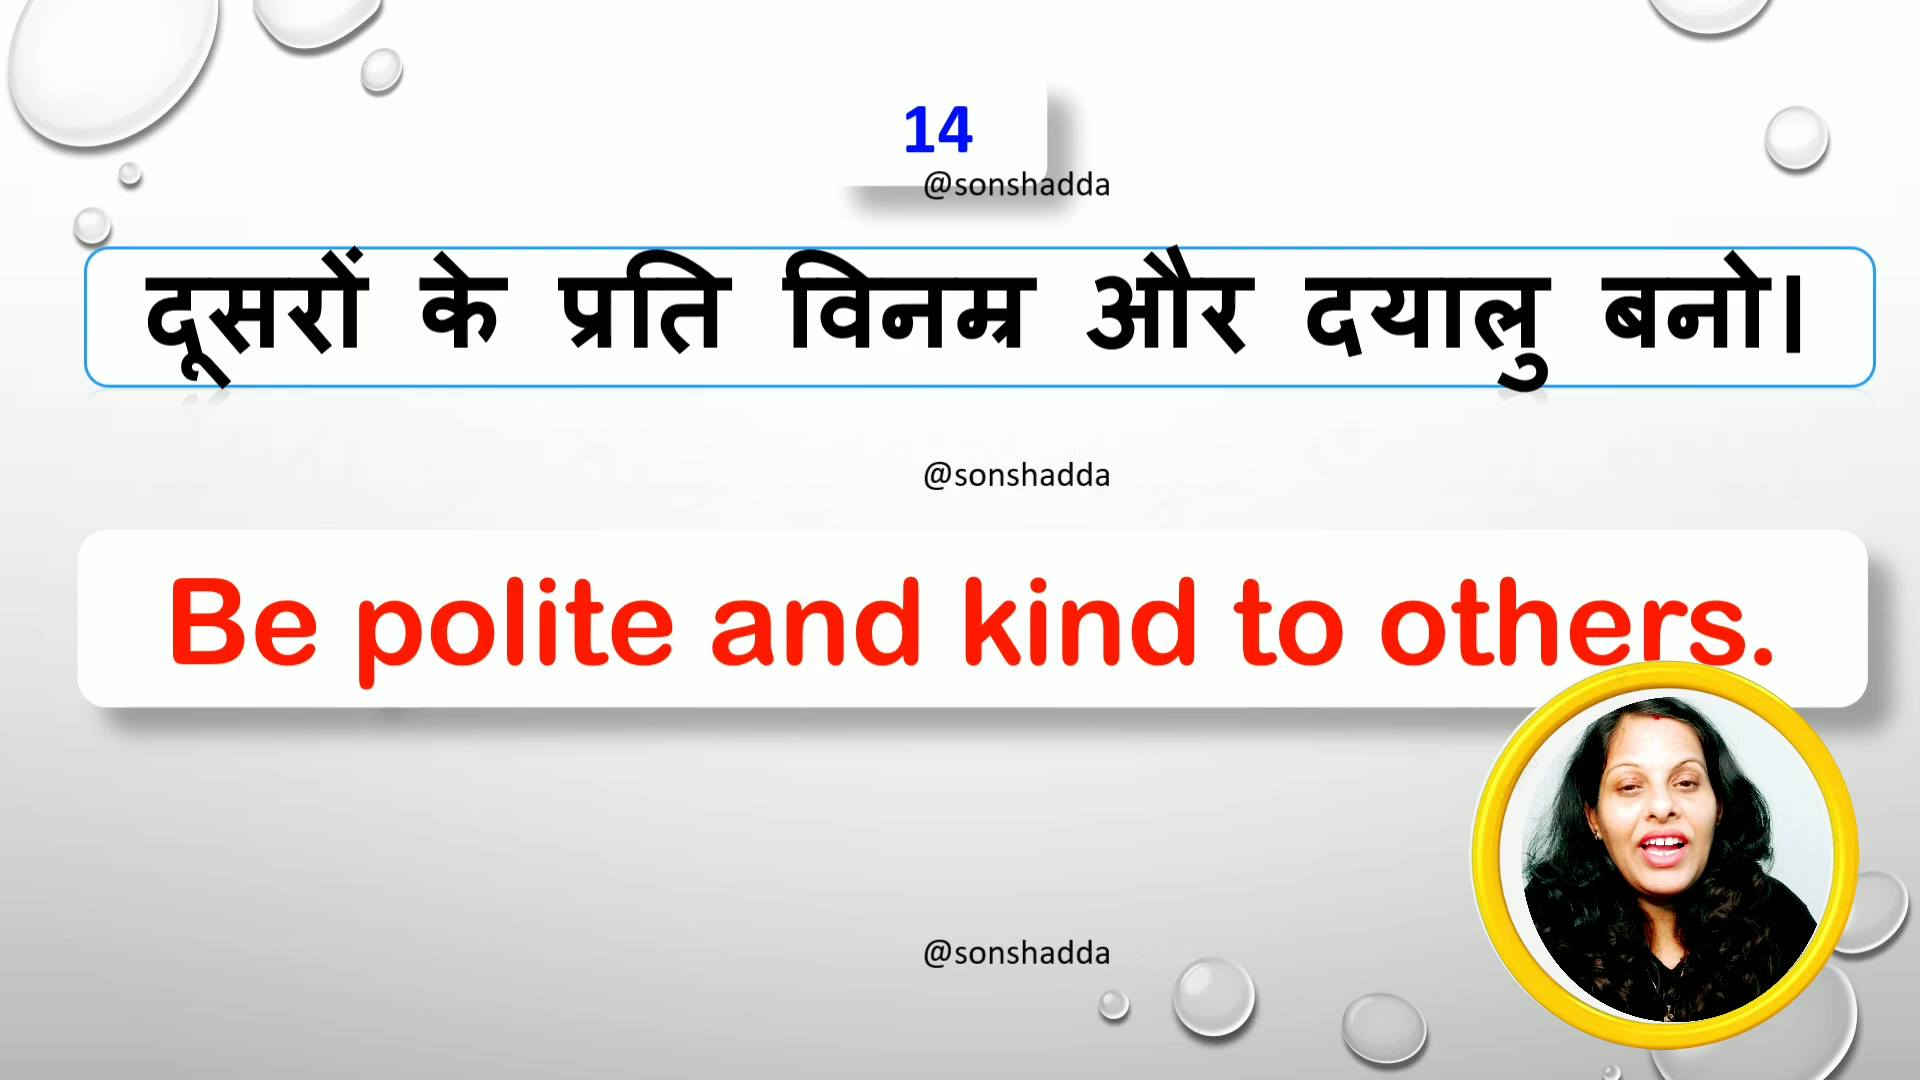 14
@sonshadda
दूसरों के प्रति विनम्र और दयालु बनो।
@sonshadda
Be polite and kind to others.
@sonshadda